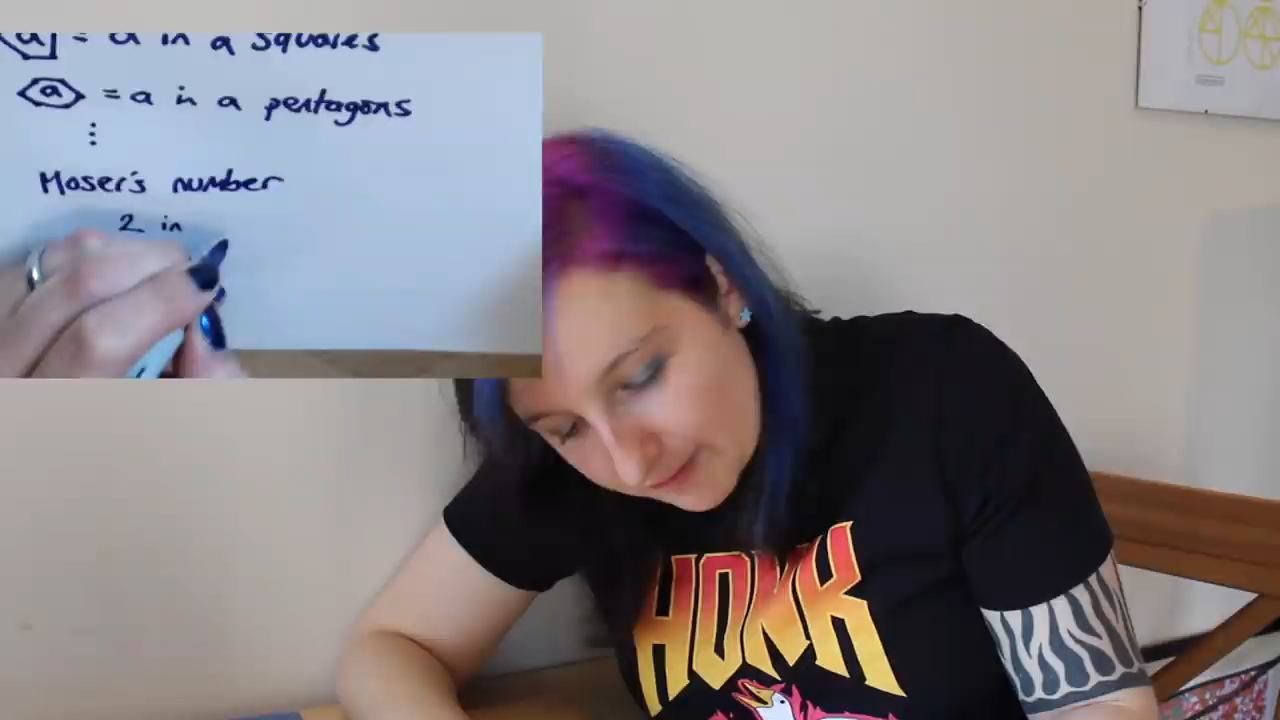 a = a in a squares
a = a in a pentagons
⋮
Moser's number
2 in
HONK